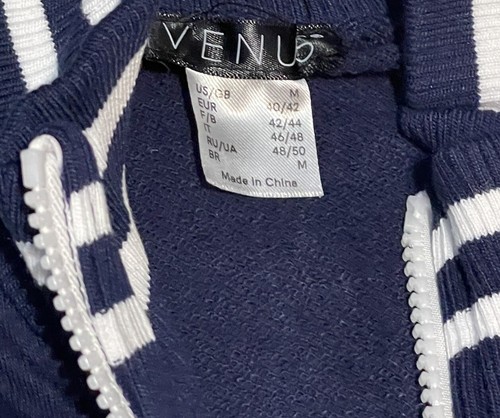 VENUS
US/GB M
EUR 40/42
F/B 42/44
IT 46/48
RU/UA 48/50
BR M
Made in China